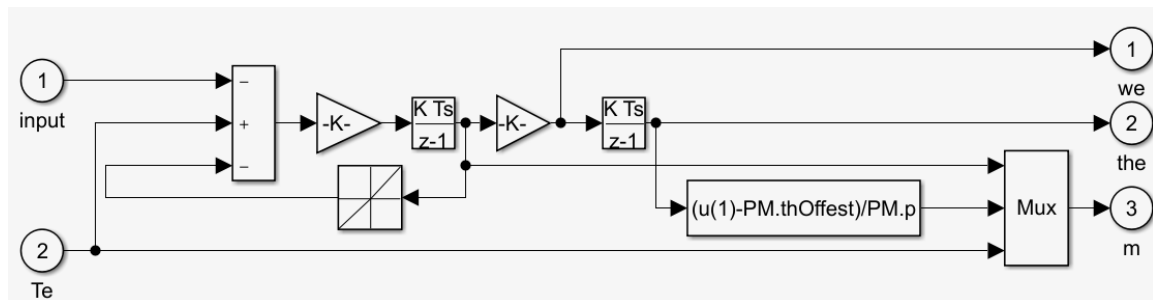 1
input
−
+
−
-K-
K Ts
z-1
-K-
K Ts
z-1
1
we
2
the
(u(1)-PM.thOffest)/PM.p
Mux
3
m
2
Te